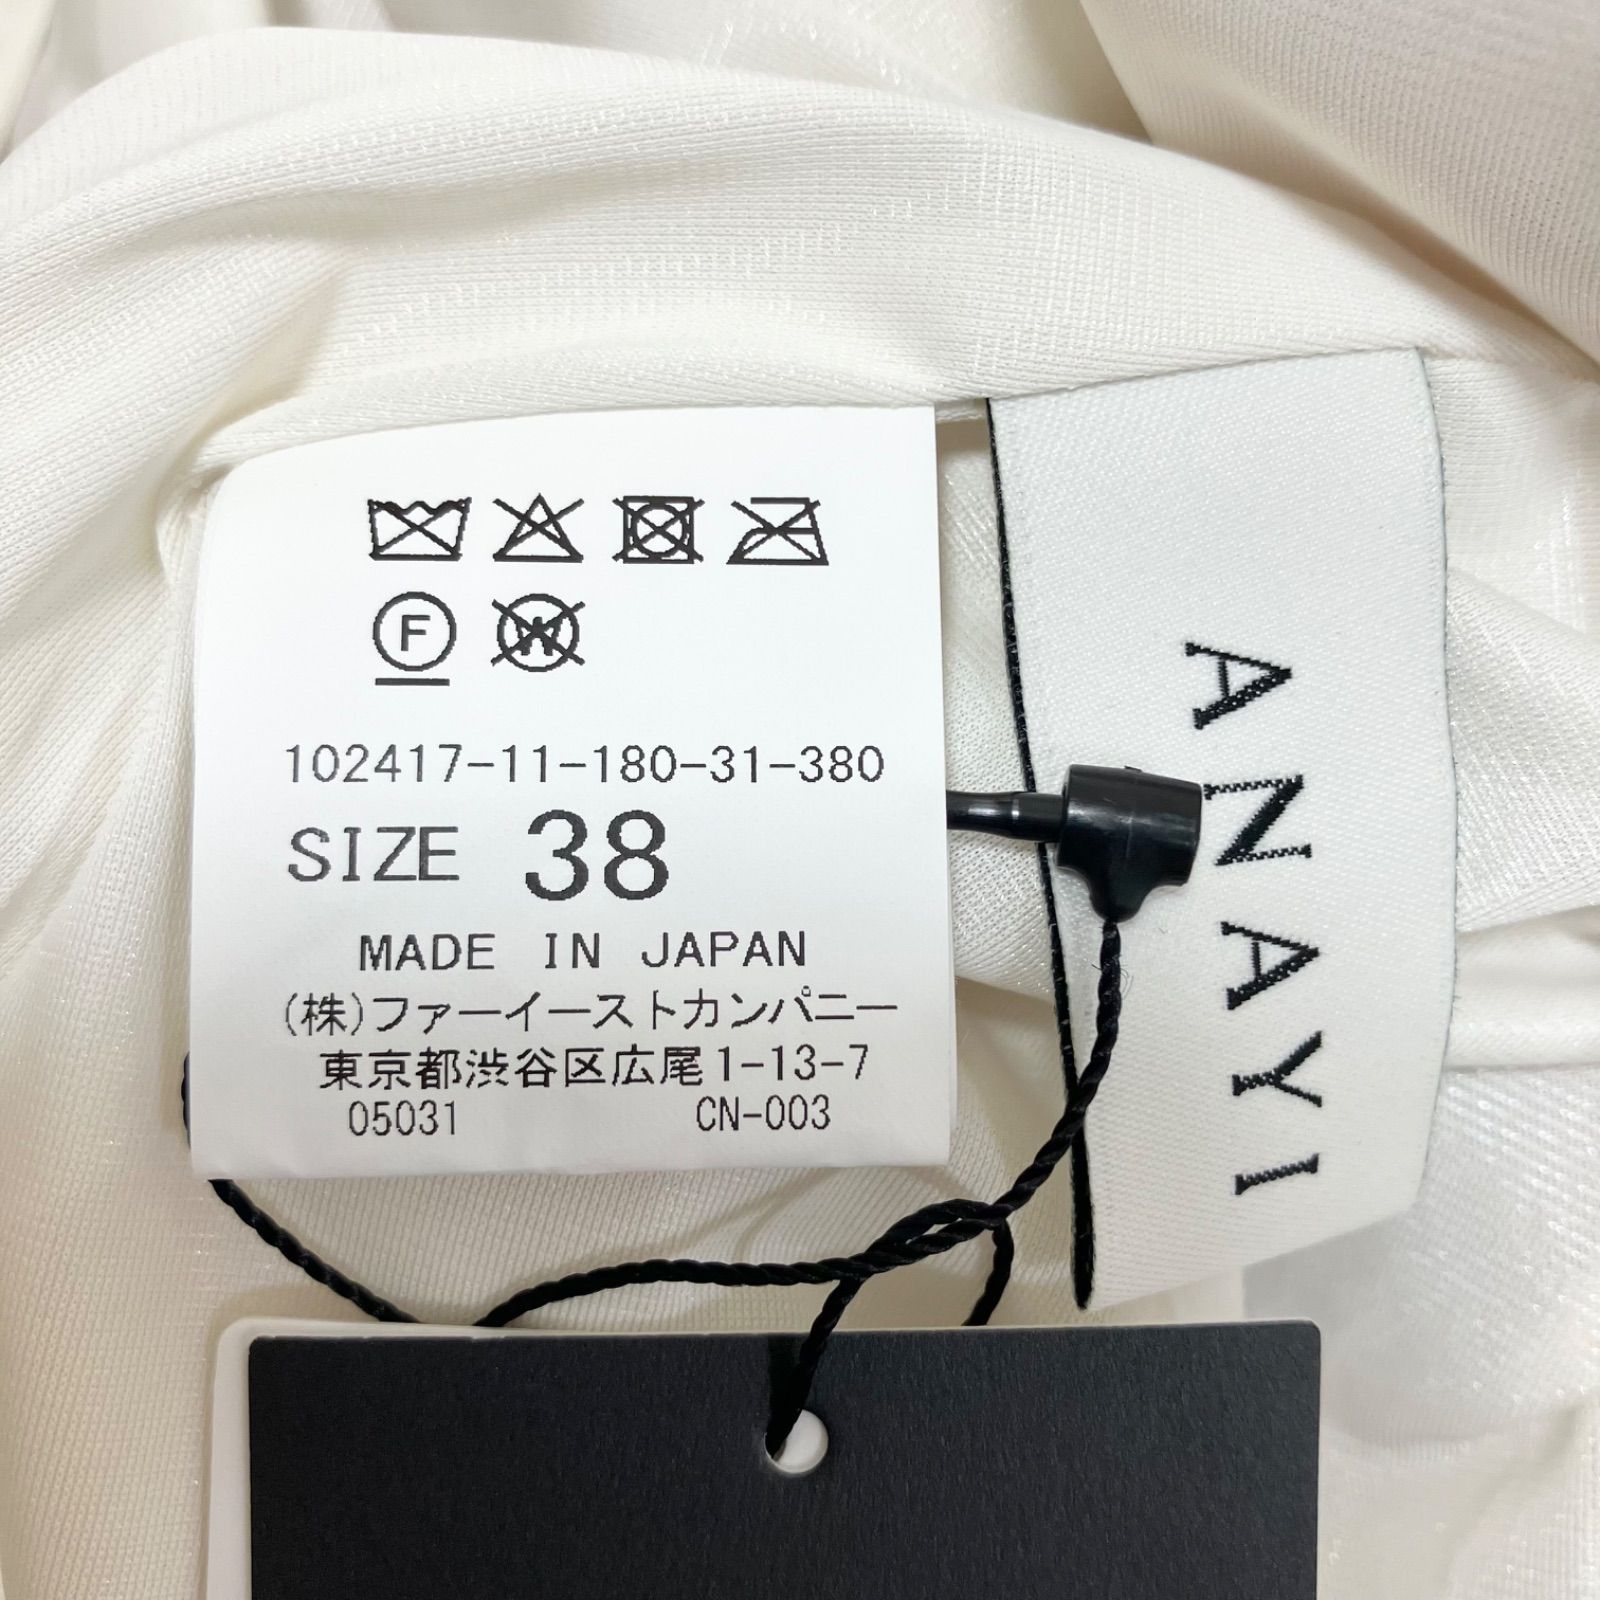 F
W
102417-11-180-31-380
SIZE 38
MADE IN JAPAN
(株)ファーイーストカンパニー
東京都渋谷区広尾1-13-7
05031 CN-003
ANAYI